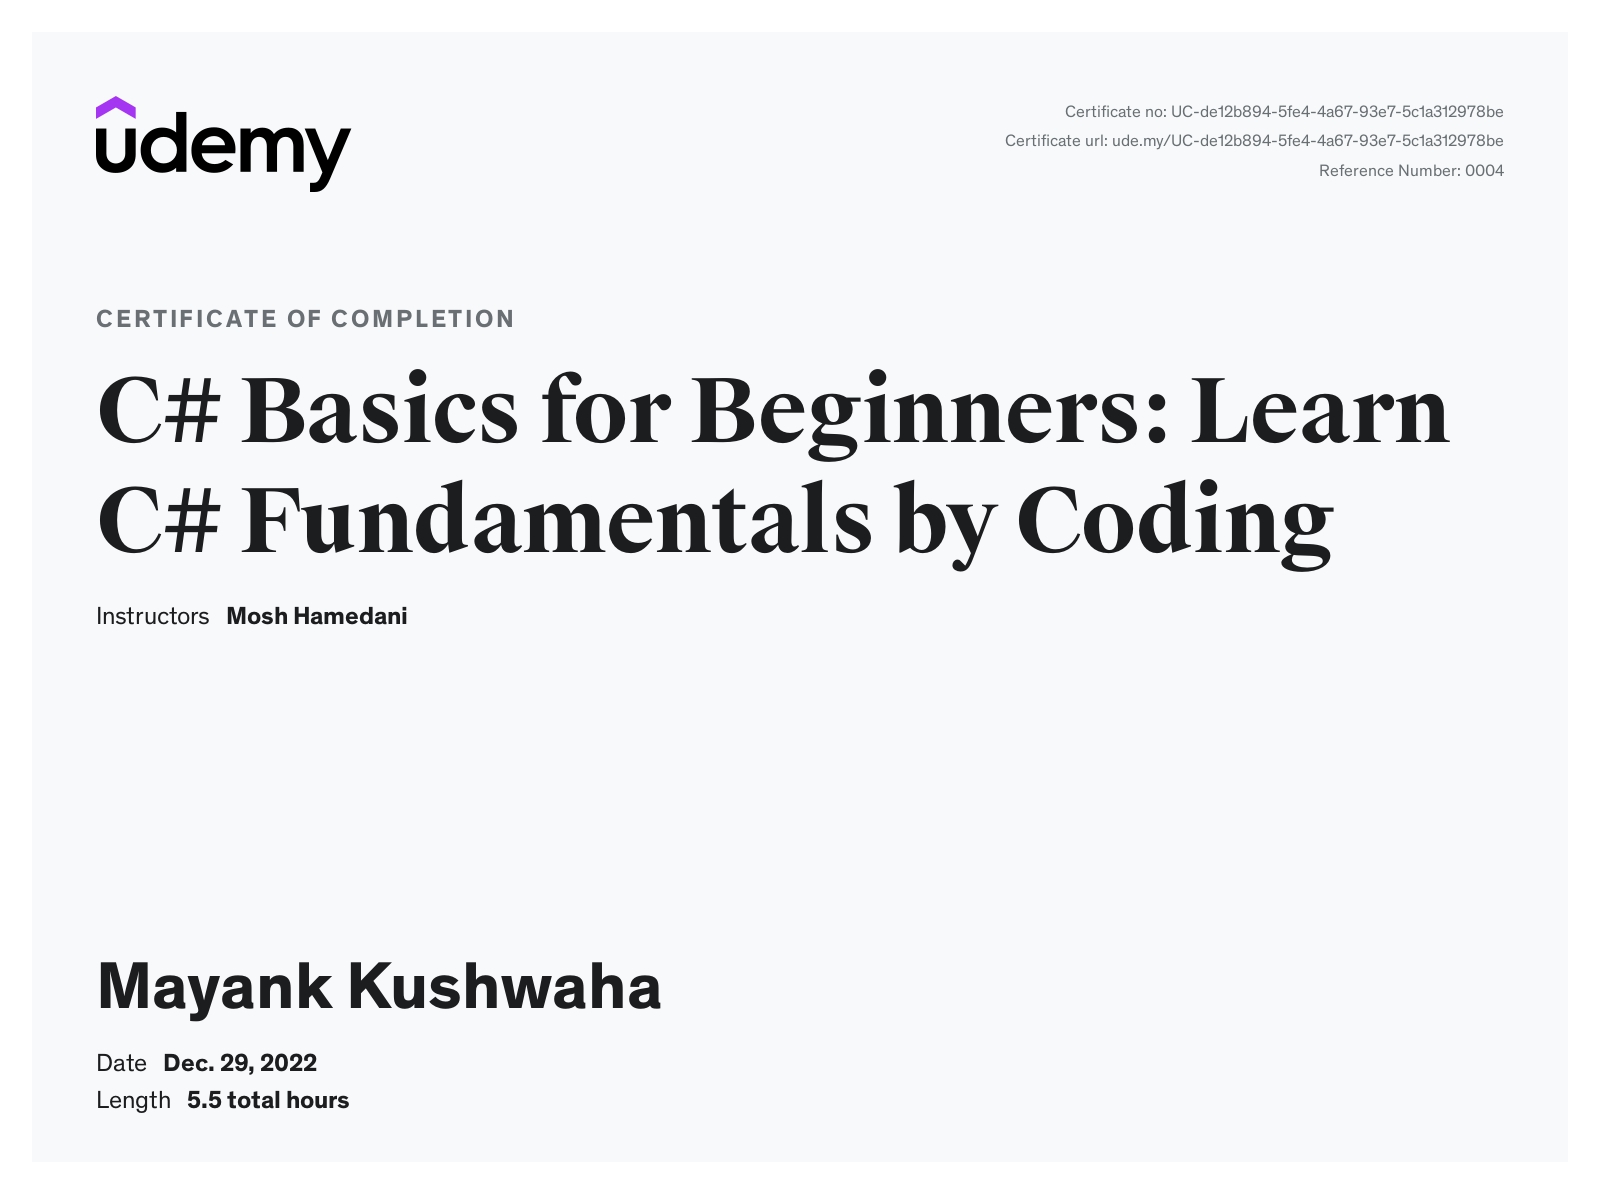 udemy
Certificate no: UC-de12b894-5fe4-4a67-93e7-5c1a312978be
Certificate url: ude.my/UC-de12b894-5fe4-4a67-93e7-5c1a312978be
Reference Number: 0004
CERTIFICATE OF COMPLETION
C# Basics for Beginners: Learn
C# Fundamentals by Coding
Instructors Mosh Hamedani
Mayank Kushwaha
Date Dec. 29, 2022
Length 5.5 total hours